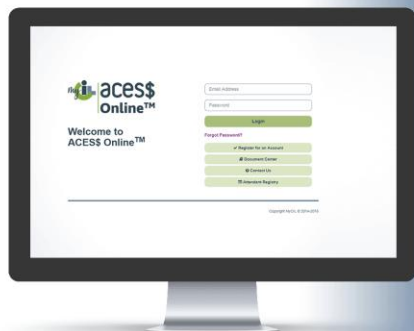 aces$
Online™
Welcome to
ACES$ Online™
Email Address
Password
Login
Forgot Password?
Register for an Account
Document Center
Contact Us
Attendant Registry